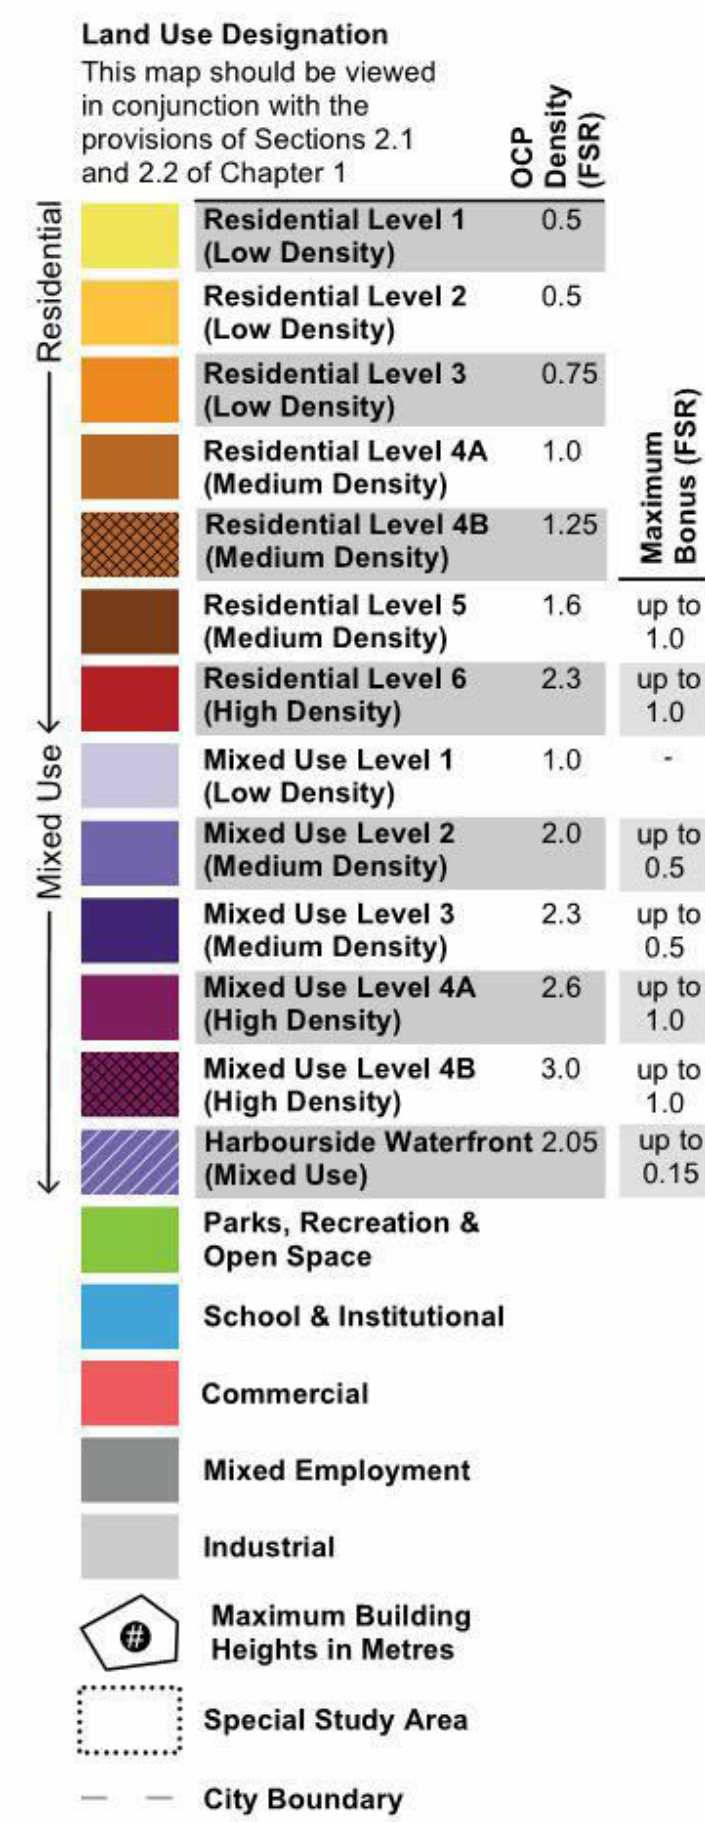 Land Use Designation
This map should be viewed
in conjunction with the
provisions of Sections 2.1
and 2.2 of Chapter 1
OCP
Density
(FSR)
Maximum
Bonus (FSR)
Residential
Residential Level 1 0.5
(Low Density)
Residential Level 2 0.5
(Low Density)
Residential Level 3 0.75
(Low Density)
Residential Level 4A 1.0
(Medium Density)
Residential Level 4B 1.25
(Medium Density)
Residential Level 5 1.6 up to
(Medium Density) 1.0
Residential Level 6 2.3 up to
(High Density) 1.0
Mixed Use
Mixed Use Level 1 1.0 -
(Low Density)
Mixed Use Level 2 2.0 up to
(Medium Density) 0.5
Mixed Use Level 3 2.3 up to
(Medium Density) 0.5
Mixed Use Level 4A 2.6 up to
(High Density) 1.0
Mixed Use Level 4B 3.0 up to
(High Density) 1.0
Harbourside Waterfront 2.05 up to
(Mixed Use) 0.15
Parks, Recreation &
Open Space
School & Institutional
Commercial
Mixed Employment
Industrial
#
Maximum Building
Heights in Metres
Special Study Area
City Boundary